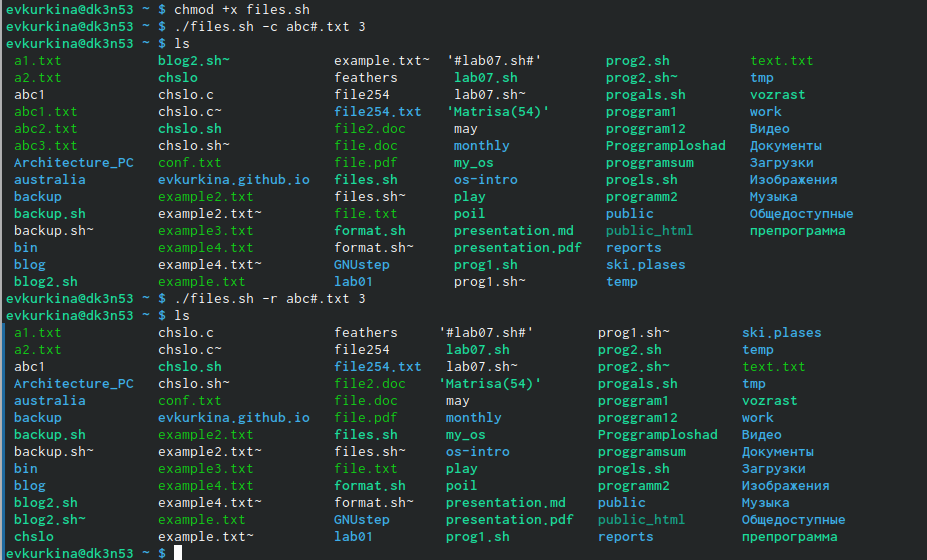 evkurkina@dk3n53 ~ $ chmod +x files.sh
evkurkina@dk3n53 ~ $ ./files.sh -c abc#.txt 3
evkurkina@dk3n53 ~ $ ls
a1.txt blog2.sh~ example.txt~ '#lab07.sh#' prog2.sh text.txt
a2.txt chslo feathers lab07.sh prog2.sh~ tmp
abc1 chslo.c file254 lab07.sh~ progals.sh vozrast
abc1.txt chslo.c~ file254.txt 'Matrisa(54)' proggram1 work
abc2.txt chslo.sh file2.doc may proggram12 Видео
abc3.txt chslo.sh~ file.doc monthly Proggramploshad Документы
Architecture_PC conf.txt file.pdf my_os proggramsum Загрузки
australia evkurkina.github.io files.sh os-intro progls.sh Изображения
backup example2.txt files.sh~ play programm2 Музыка
backup.sh example2.txt~ file.txt poil public Общедоступные
backup.sh~ example3.txt format.sh presentation.md public_html препрограмма
bin example4.txt format.sh~ presentation.pdf reports
blog example4.txt~ GNUstep prog1.sh ski.plases
blog2.sh example.txt lab01 prog1.sh~ temp
evkurkina@dk3n53 ~ $ ./files.sh -r abc#.txt 3
evkurkina@dk3n53 ~ $ ls
a1.txt chslo.c feathers '#lab07.sh#' prog1.sh~ ski.plases
a2.txt chslo.c~ file254 lab07.sh prog2.sh temp
abc1 chslo.sh file254.txt lab07.sh~ prog2.sh~ text.txt
Architecture_PC chslo.sh~ file2.doc 'Matrisa(54)' progals.sh tmp
australia conf.txt file.doc may proggram1 vozrast
backup evkurkina.github.io file.pdf monthly proggram12 work
backup.sh example2.txt files.sh my_os Proggramploshad Видео
backup.sh~ example2.txt~ files.sh~ os-intro proggramsum Документы
bin example3.txt file.txt play progls.sh Загрузки
blog example4.txt format.sh poil programm2 Изображения
blog2.sh example4.txt~ format.sh~ presentation.md public Музыка
blog2.sh~ example.txt GNUstep presentation.pdf public_html Общедоступные
chslo example.txt~ lab01 prog1.sh reports препрограмма
evkurkina@dk3n53 ~ $